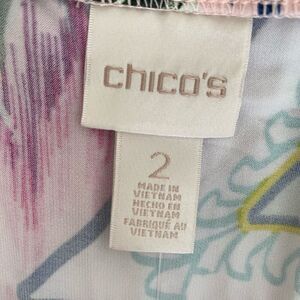 chico's
2
MADE IN
VIETNAM
HECHO EN
VIETNAM
FABRIQUÉ AU
VIETNAM